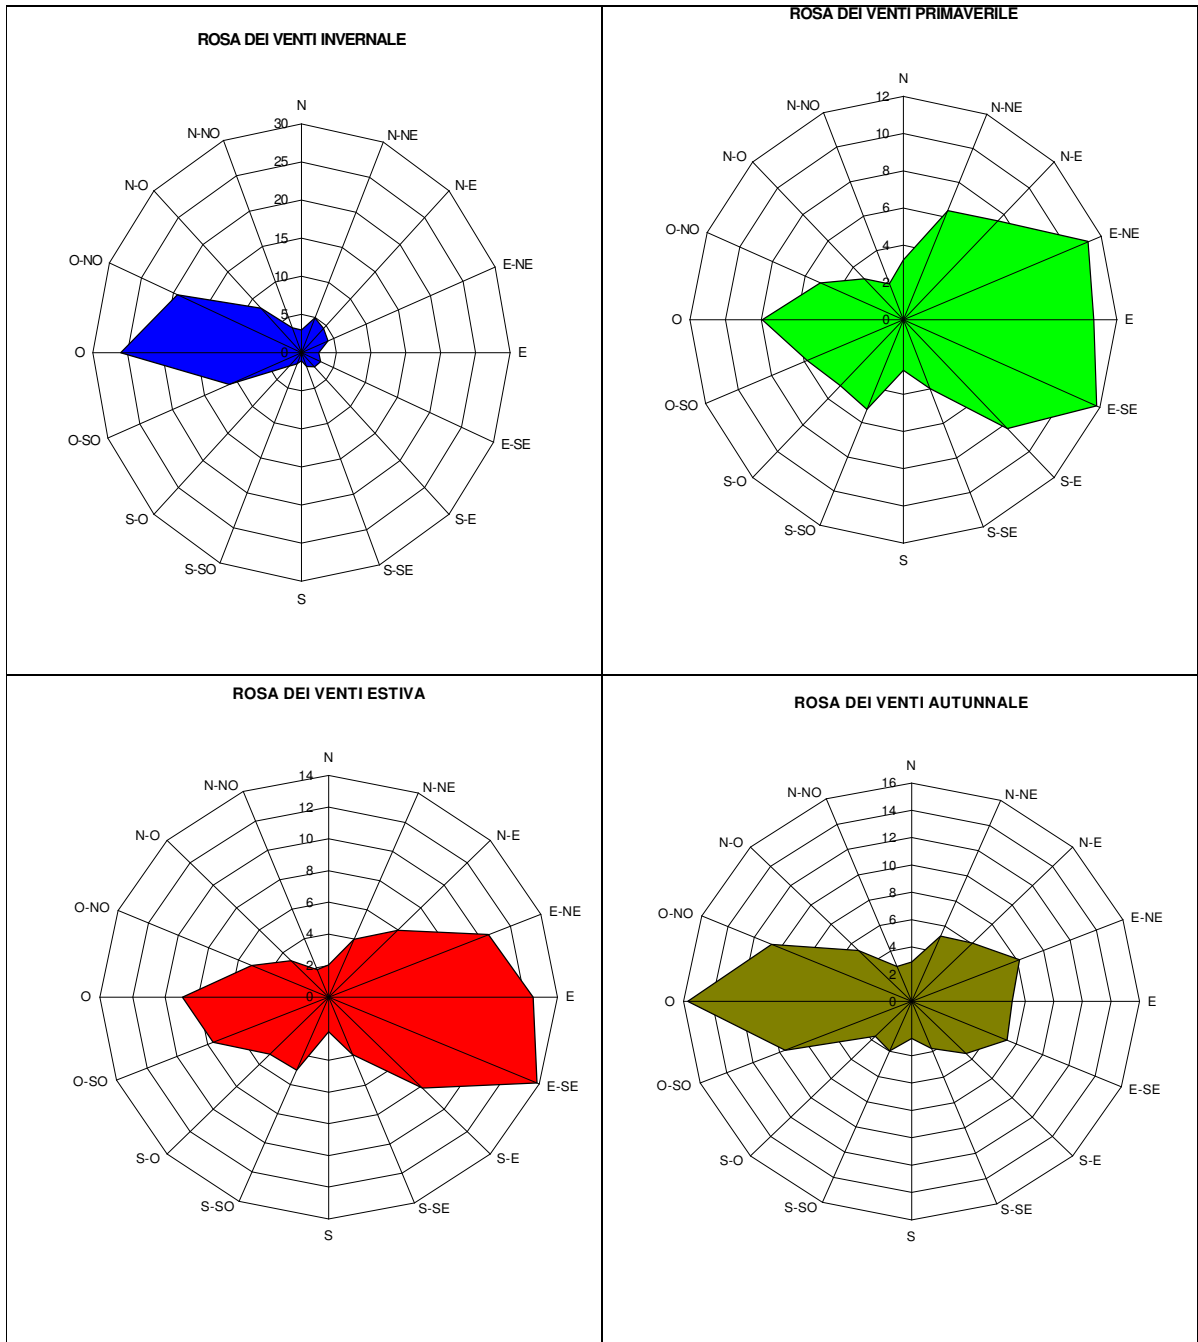 ROSA DEI VENTI INVERNALE
N
30
N-NO
N-NE
25
N-O
N-E
20
15
O-NO
E-NE
10
5
0
O
E
O-SO
E-SE
S-O
S-E
S-SO
S-SE
S
ROSA DEI VENTI PRIMAVERILE
N
12
N-NO
N-NE
10
N-O
N-E
8
6
O-NO
E-NE
4
2
0
O
E
O-SO
E-SE
S-O
S-E
S-SO
S-SE
S
ROSA DEI VENTI ESTIVA
N
14
N-NO
N-NE
12
10
N-O
N-E
8
6
O-NO
E-NE
4
2
0
O
E
O-SO
E-SE
S-O
S-E
S-SO
S-SE
S
ROSA DEI VENTI AUTUNNALE
N
16
N-NO
N-NE
14
12
N-O
N-E
10
8
O-NO
E-NE
6
4
2
0
O
E
O-SO
E-SE
S-O
S-E
S-SO
S-SE
S